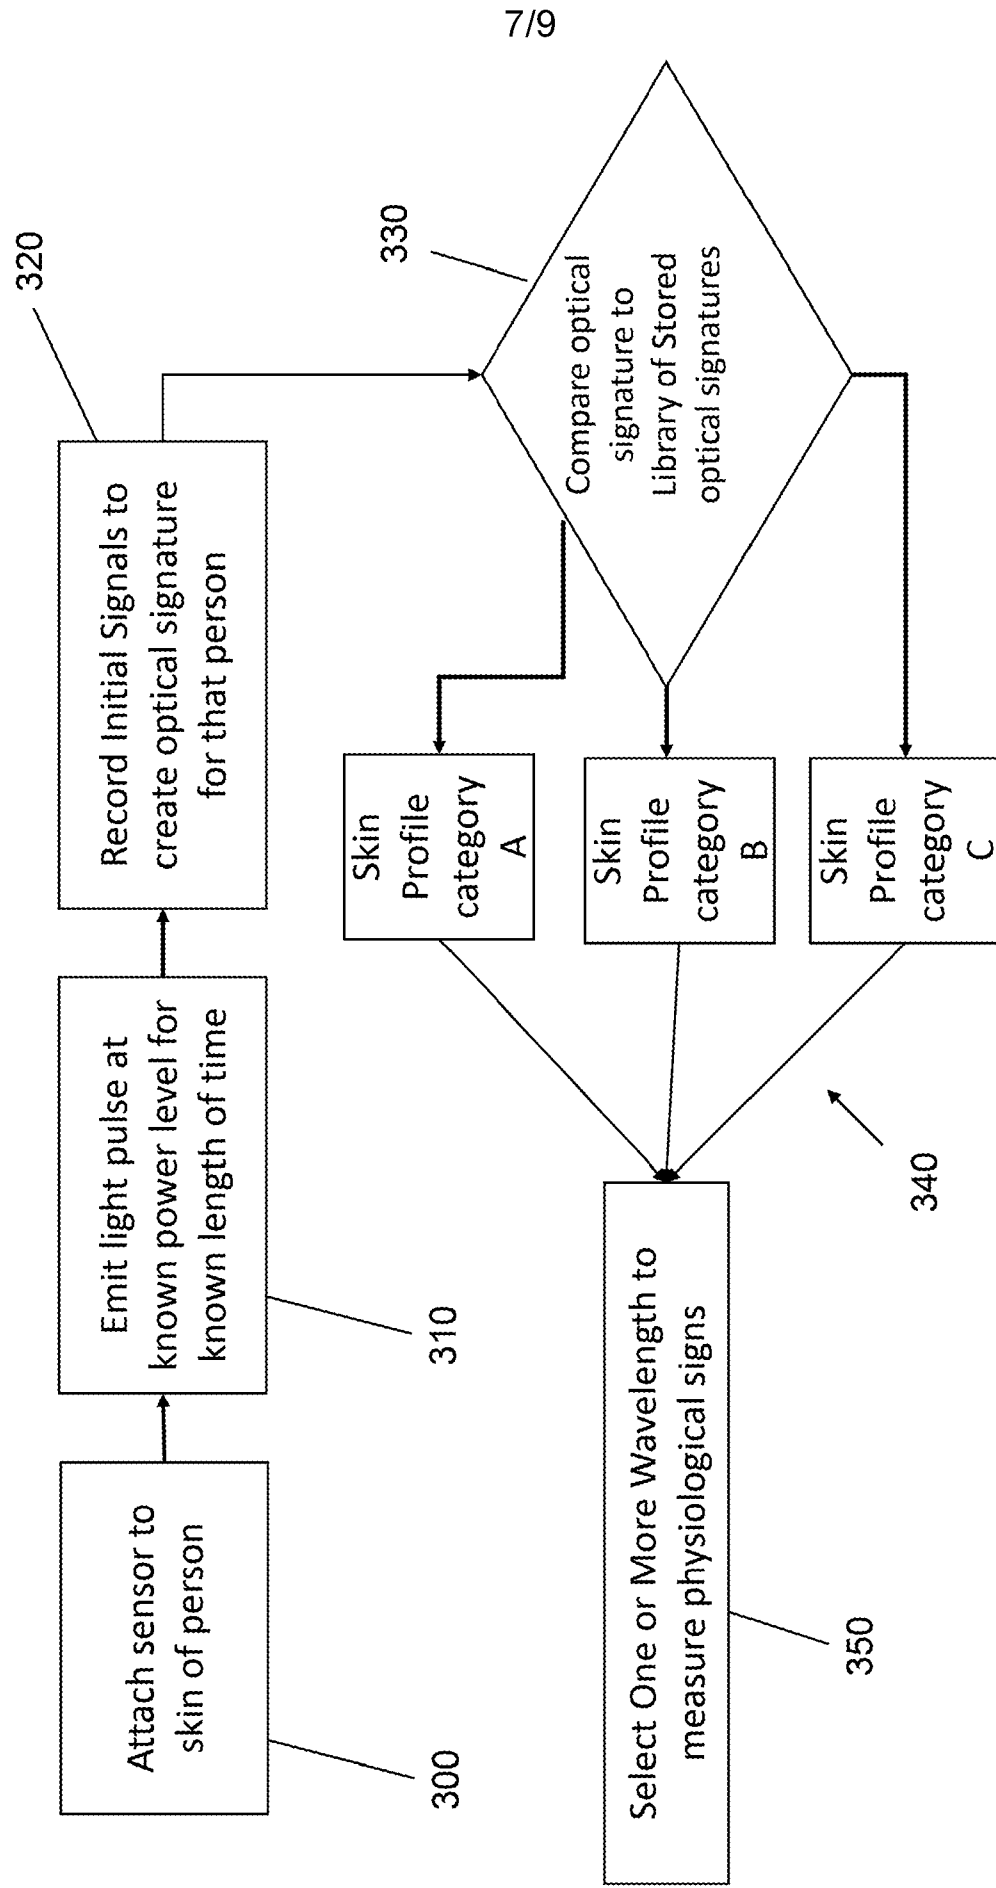 7/9
Attach sensor to
skin of person
300
Emit light pulse at
known power level for
known length of time
310
Record Initial Signals to
create optical signature
for that person
320
Compare optical
signature to
Library of Stored
optical signatures
330
Skin
Profile
category
A
Skin
Profile
category
B
Skin
Profile
category
C
340
Select One or More Wavelength to
measure physiological signs
350